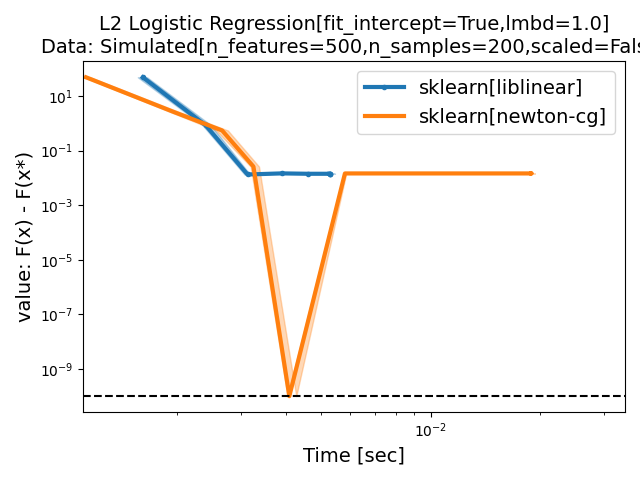 L2 Logistic Regression[fit_intercept=True,lmbd=1.0]
Data: Simulated[n_features=500,n_samples=200,scaled=Fals
sklearn[liblinear]
sklearn[newton-cg]
value: F(x) - F(x*)
10¹
10⁻¹
10⁻³
10⁻⁵
10⁻⁷
10⁻⁹
10⁻²
Time [sec]